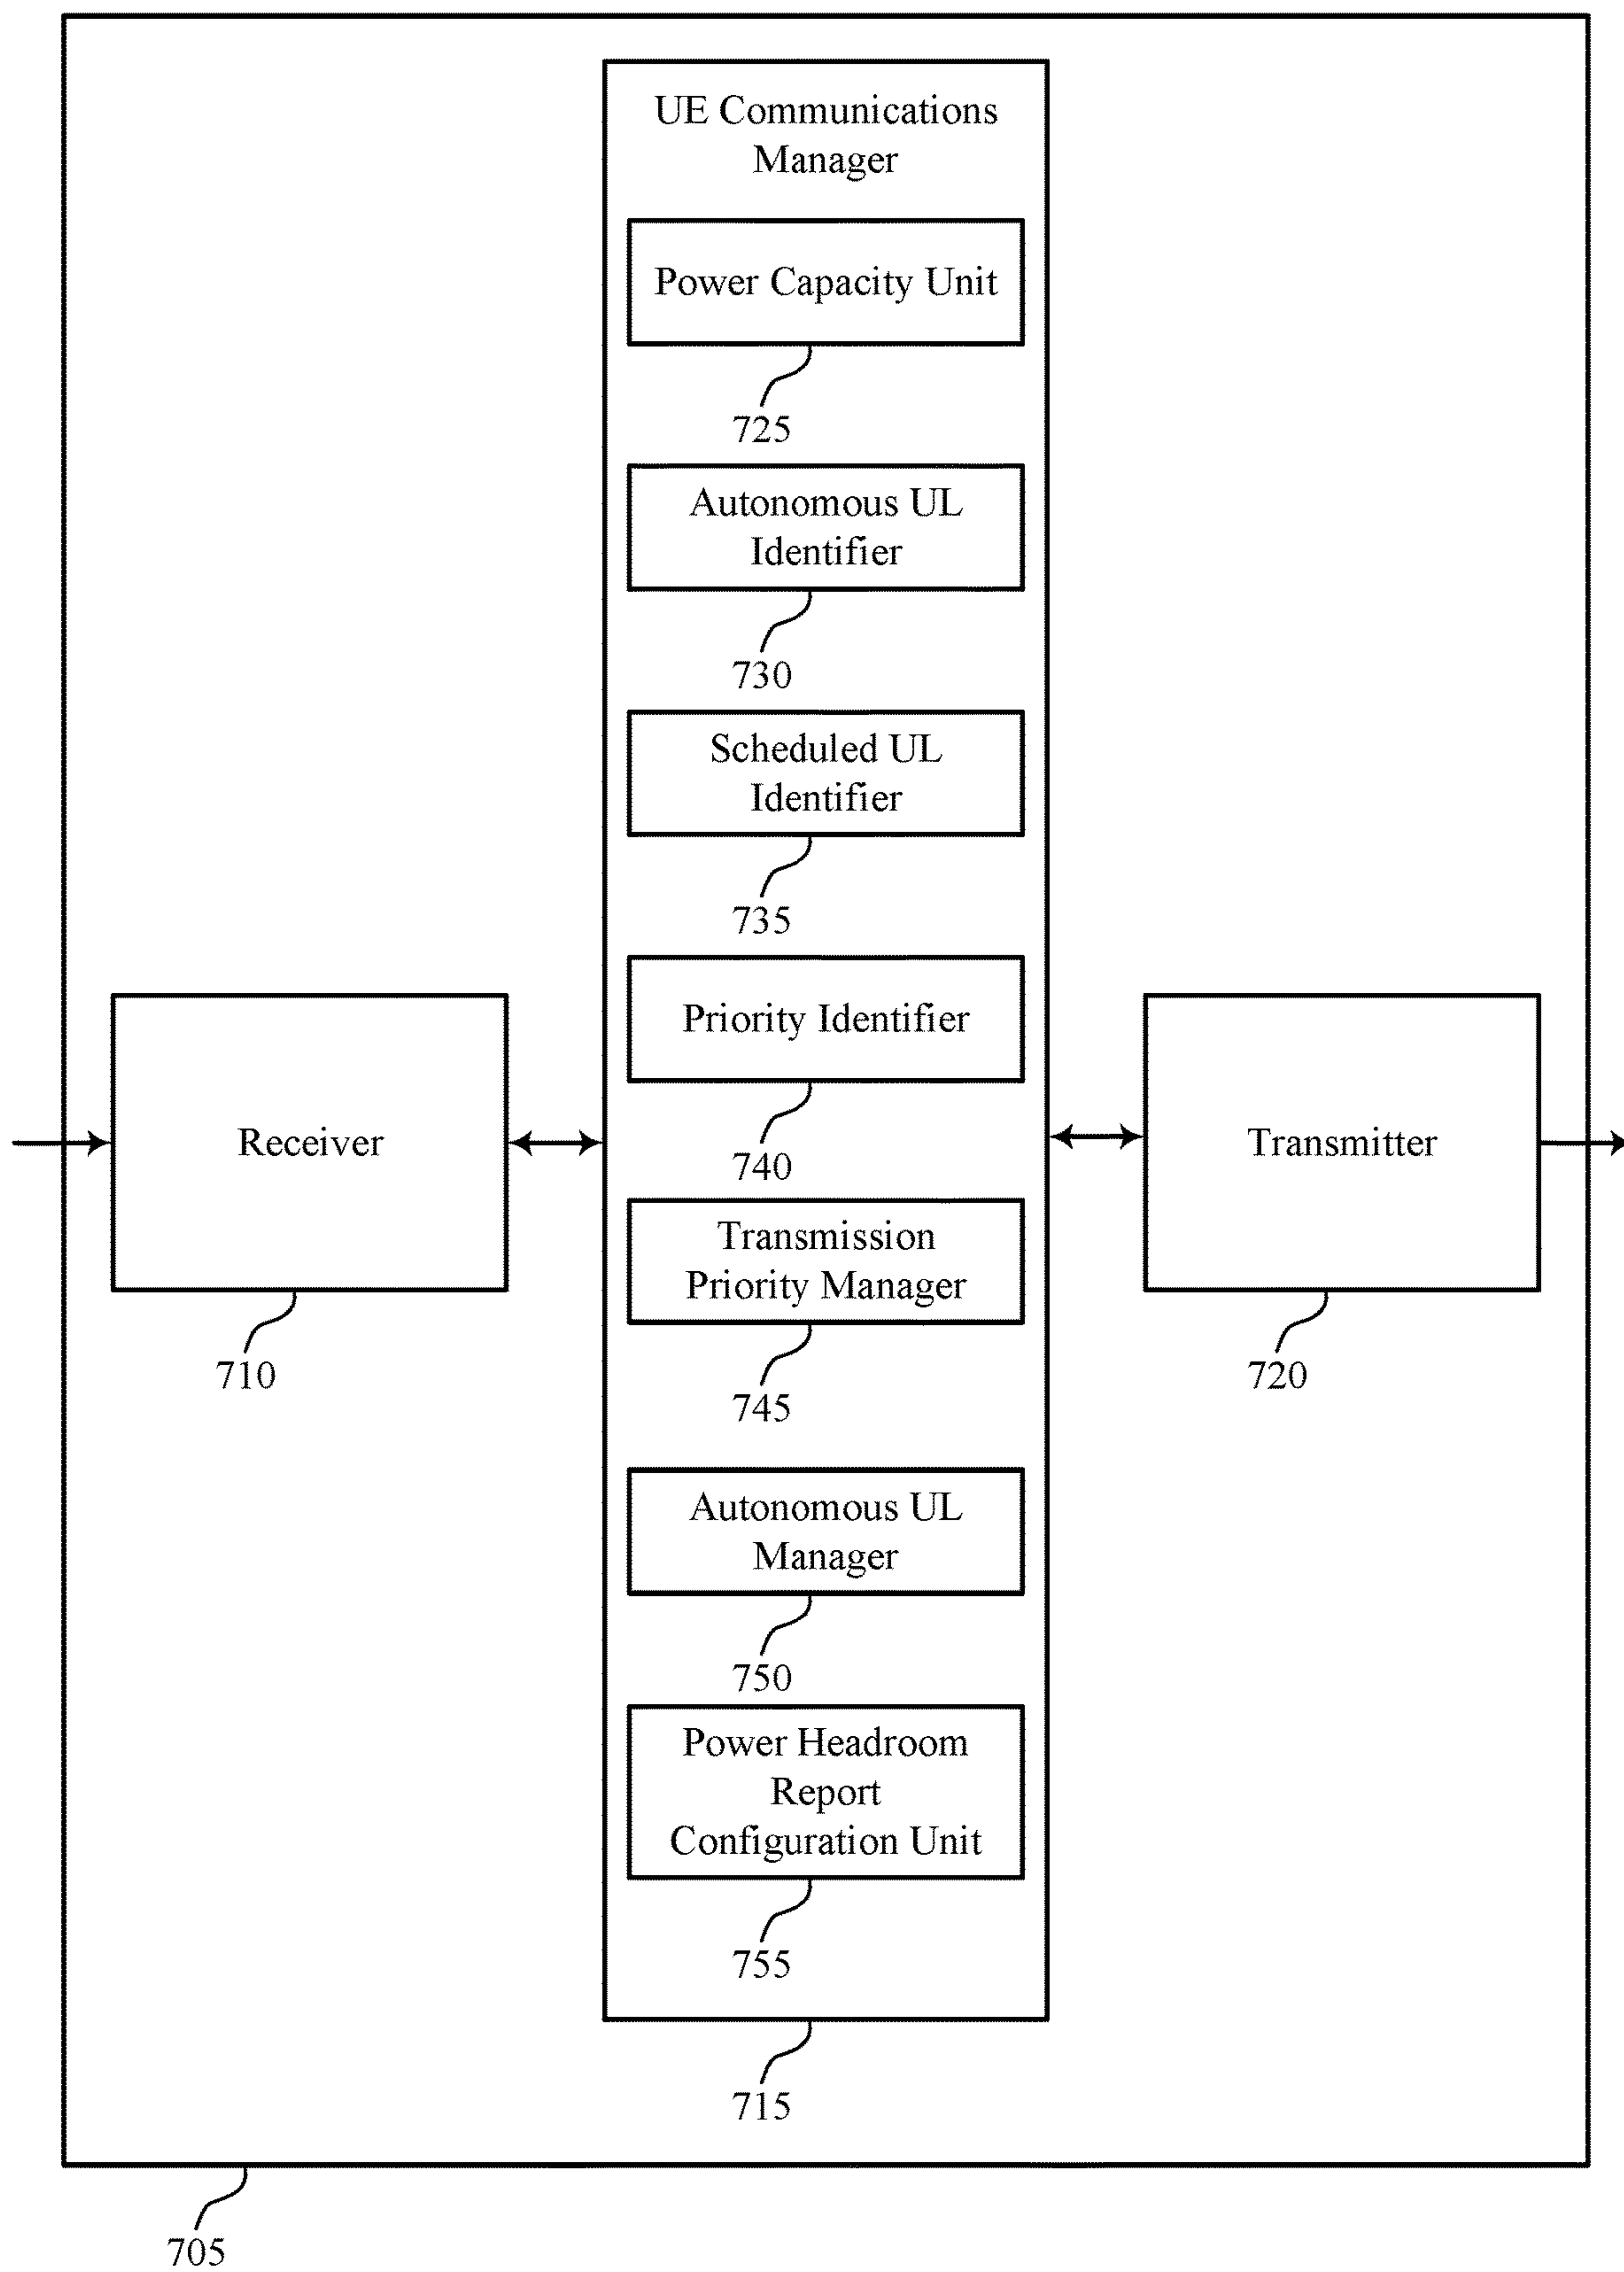 UE Communications
Manager
Power Capacity Unit
725
Autonomous UL
Identifier
730
Scheduled UL
Identifier
735
Priority Identifier
740
Transmission
Priority Manager
745
Autonomous UL
Manager
750
Power Headroom
Report
Configuration Unit
755
715
Receiver
710
Transmitter
720
705